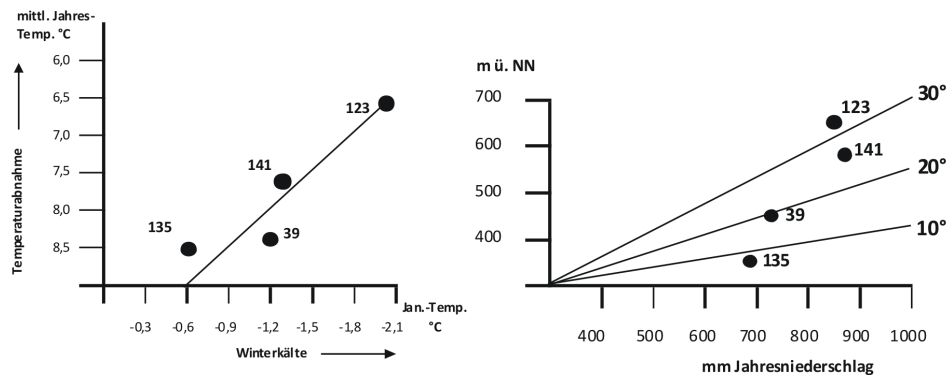 mittl. Jahres-
Temp. °C
6,0
6,5
7,0
7,5
8,0
8,5
Temperaturabnahme
123
141
135
39
-0,3 -0,6 -0,9 -1,2 -1,5 -1,8 -2,1
Jan.-Temp.
°C
Winterkälte
m ü. NN
700
600
500
400
30°
20°
10°
123
141
39
135
400 500 600 700 800 900 1000
mm Jahresniederschlag